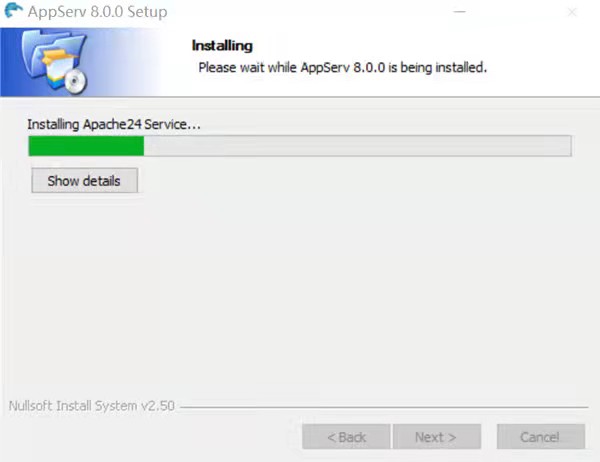 AppServ 8.0.0 Setup
Installing
Please wait while AppServ 8.0.0 is being installed.
Installing Apache24 Service...
Show details
Nullsoft Install System v2.50
< Back
Next >
Cancel